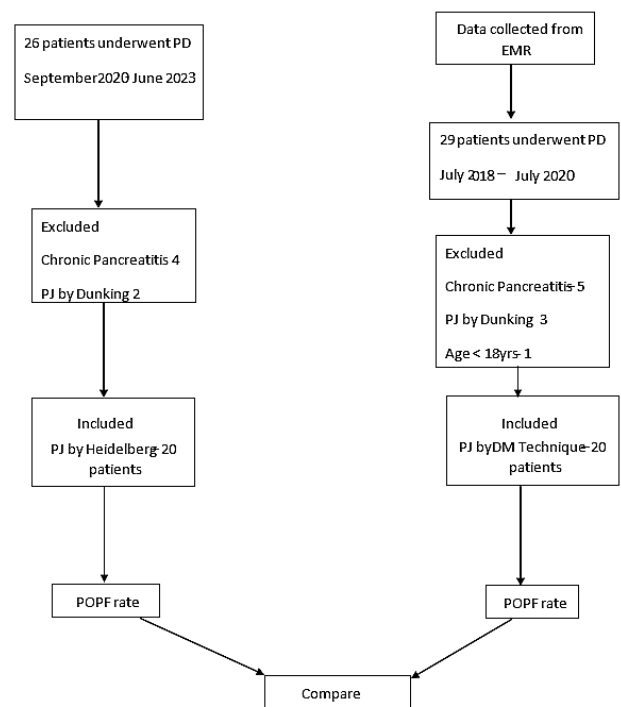 26 patients underwent PD
September2020- June 2023
Excluded
Chronic Pancreatitis 4
PJ by Dunking 2
Included
PJ by Heidelberg-20
patients
POPF rate
Data collected from
EMR
29 patients underwent PD
July 2018 – July 2020
Excluded
Chronic Pancreatitis-5
PJ by Dunking 3
Age < 18yrs-1
Included
PJ byDM Technique-20
patients
POPF rate
Compare